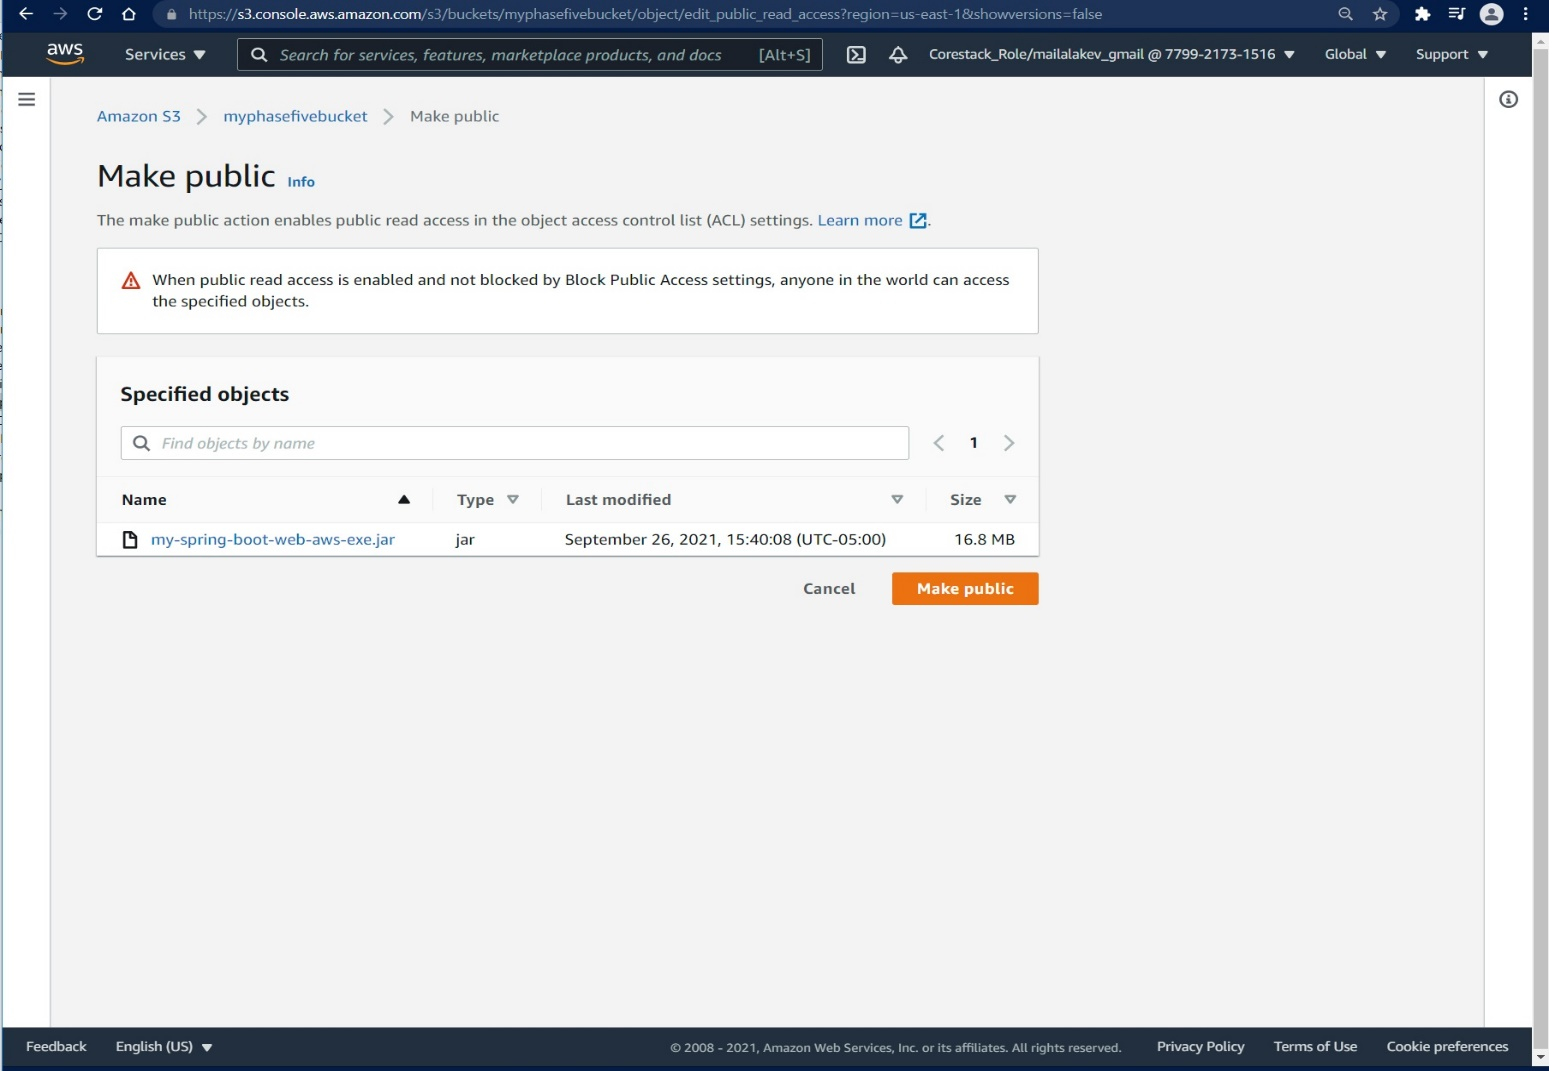 https://s3.console.aws.amazon.com/s3/buckets/myphasefivebucket/object/edit_public_read_access?region=us-east-1&showversions=false
aws Services Search for services, features, marketplace products, and docs [Alt+S] Corestack_Role/mailalakev_gmail @ 7799-2173-1516 Global Support
Amazon S3 myphasefivebucket Make public
Make public Info
The make public action enables public read access in the object access control list (ACL) settings. Learn more.
When public read access is enabled and not blocked by Block Public Access settings, anyone in the world can access
the specified objects.
Specified objects
Find objects by name 1
Name Type Last modified Size
my-spring-boot-web-aws-exe.jar jar September 26, 2021, 15:40:08 (UTC-05:00) 16.8 MB
Cancel Make public
Feedback English (US) © 2008 - 2021, Amazon Web Services, Inc. or its affiliates. All rights reserved. Privacy Policy Terms of Use Cookie preferences